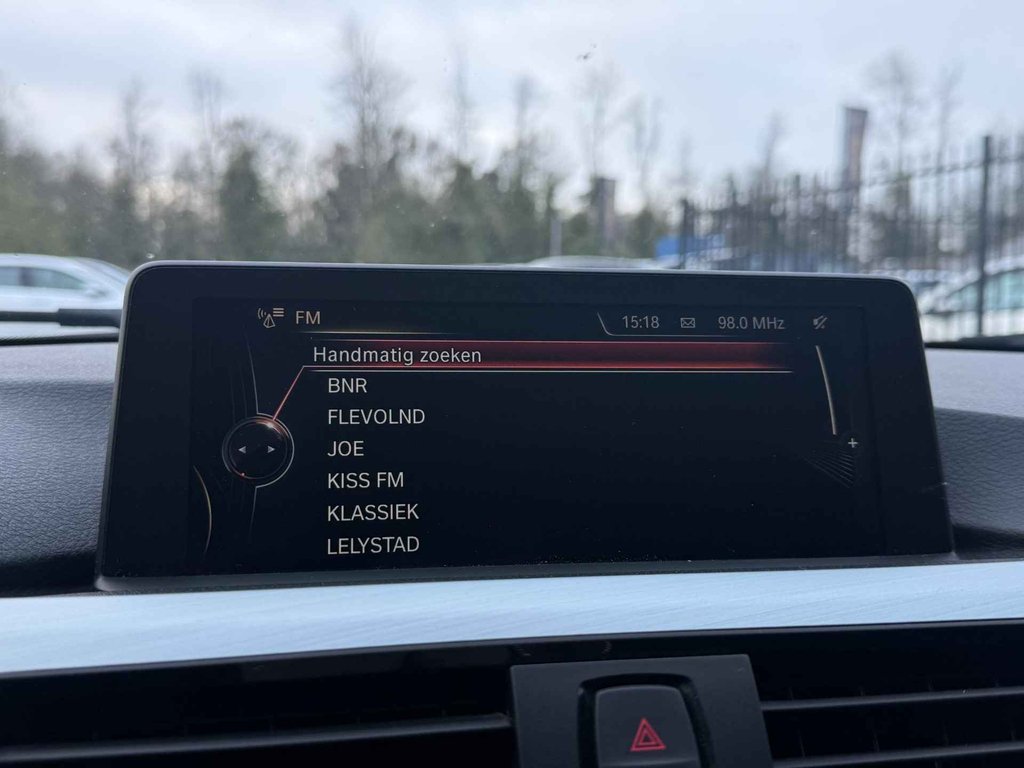 FM 15:18 98.0 MHz
Handmatig zoeken
BNR
FLEVOLND
JOE
KISS FM
KLASSIEK
LELYSTAD